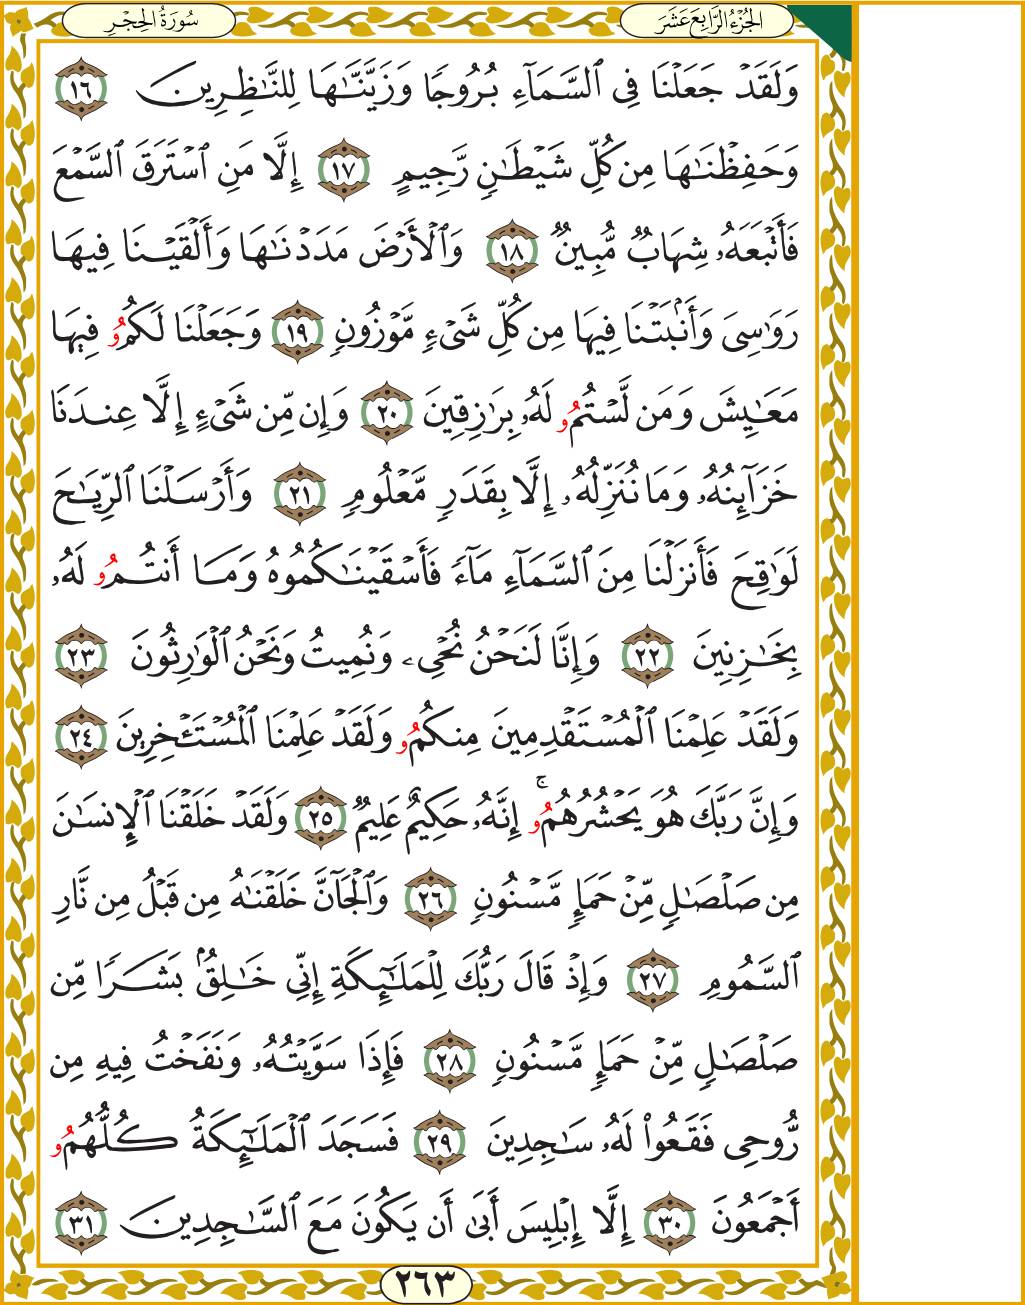 سُورَةُ الْحِجْرِ
الجُزْءُ الرَّابِعَ عَشَرَ
وَلَقَدْ جَعَلْنَا فِى ٱلسَّمَآءِ بُرُوجًا وَزَيَّنَّـٰهَا لِلنَّـٰظِرِينَ ١٦
وَحَفِظْنَـٰهَا مِن كُلِّ شَيْطَـٰنٍ رَّجِيمٍ ١٧ إِلَّا مَنِ ٱسْتَرَقَ ٱلسَّمْعَ
فَأَتْبَعَهُۥ شِهَابٌ مُّبِينٌ ١٨ وَٱلْأَرْضَ مَدَدْنَـٰهَا وَأَلْقَيْنَا فِيهَا
رَوَٰسِىَ وَأَنۢبَتْنَا فِيهَا مِن كُلِّ شَىْءٍ مَّوْزُونٍ ١٩ وَجَعَلْنَا لَكُمُو فِيهَا
مَعَـٰيِشَ وَمَن لَّسْتُمُو لَهُۥ بِرَٰزِقِينَ ٢٠ وَإِن مِّن شَىْءٍ إِلَّا عِندَنَا
خَزَآئِنُهُۥ وَمَا نُنَزِّلُهُۥ إِلَّا بِقَدَرٍ مَّعْلُومٍ ٢١ وَأَرْسَلْنَا ٱلرِّيَـٰحَ
لَوَٰقِحَ فَأَنزَلْنَا مِنَ ٱلسَّمَآءِ مَآءً فَأَسْقَيْنَـٰكُمُوهُ وَمَا أَنتُمُو لَهُۥ
بِخَـٰزِنِينَ ٢٢ وَإِنَّا لَنَحْنُ نُحْىِۦ وَنُمِيتُ وَنَحْنُ ٱلْوَٰرِثُونَ ٢٣
وَلَقَدْ عَلِمْنَا ٱلْمُسْتَقْدِمِينَ مِنكُمُو وَلَقَدْ عَلِمْنَا ٱلْمُسْتَـْٔخِرِينَ ٢٤
وَإِنَّ رَبَّكَ هُوَ يَحْشُرُهُمُوۚ إِنَّهُۥ حَكِيمٌ عَلِيمٌ ٢٥ وَلَقَدْ خَلَقْنَا ٱلْإِنسَـٰنَ
مِن صَلْصَـٰلٍ مِّنْ حَمَإٍ مَّسْنُونٍ ٢٦ وَٱلْجَآنَّ خَلَقْنَـٰهُ مِن قَبْلُ مِن نَّارِ
ٱلسَّمُومِ ٢٧ وَإِذْ قَالَ رَبُّكَ لِلْمَلَـٰٓئِكَةِ إِنِّى خَـٰلِقٌۢ بَشَرًا مِّن
صَلْصَـٰلٍ مِّنْ حَمَإٍ مَّسْنُونٍ ٢٨ فَإِذَا سَوَّيْتُهُۥ وَنَفَخْتُ فِيهِ مِن
رُّوحِى فَقَعُوا۟ لَهُۥ سَـٰجِدِينَ ٢٩ فَسَجَدَ ٱلْمَلَـٰٓئِكَةُ كُلُّهُمُو
أَجْمَعُونَ ٣٠ إِلَّا إِبْلِيسَ أَبَىٰ أَن يَكُونَ مَعَ ٱلسَّـٰجِدِينَ ٣١
٢٦٣